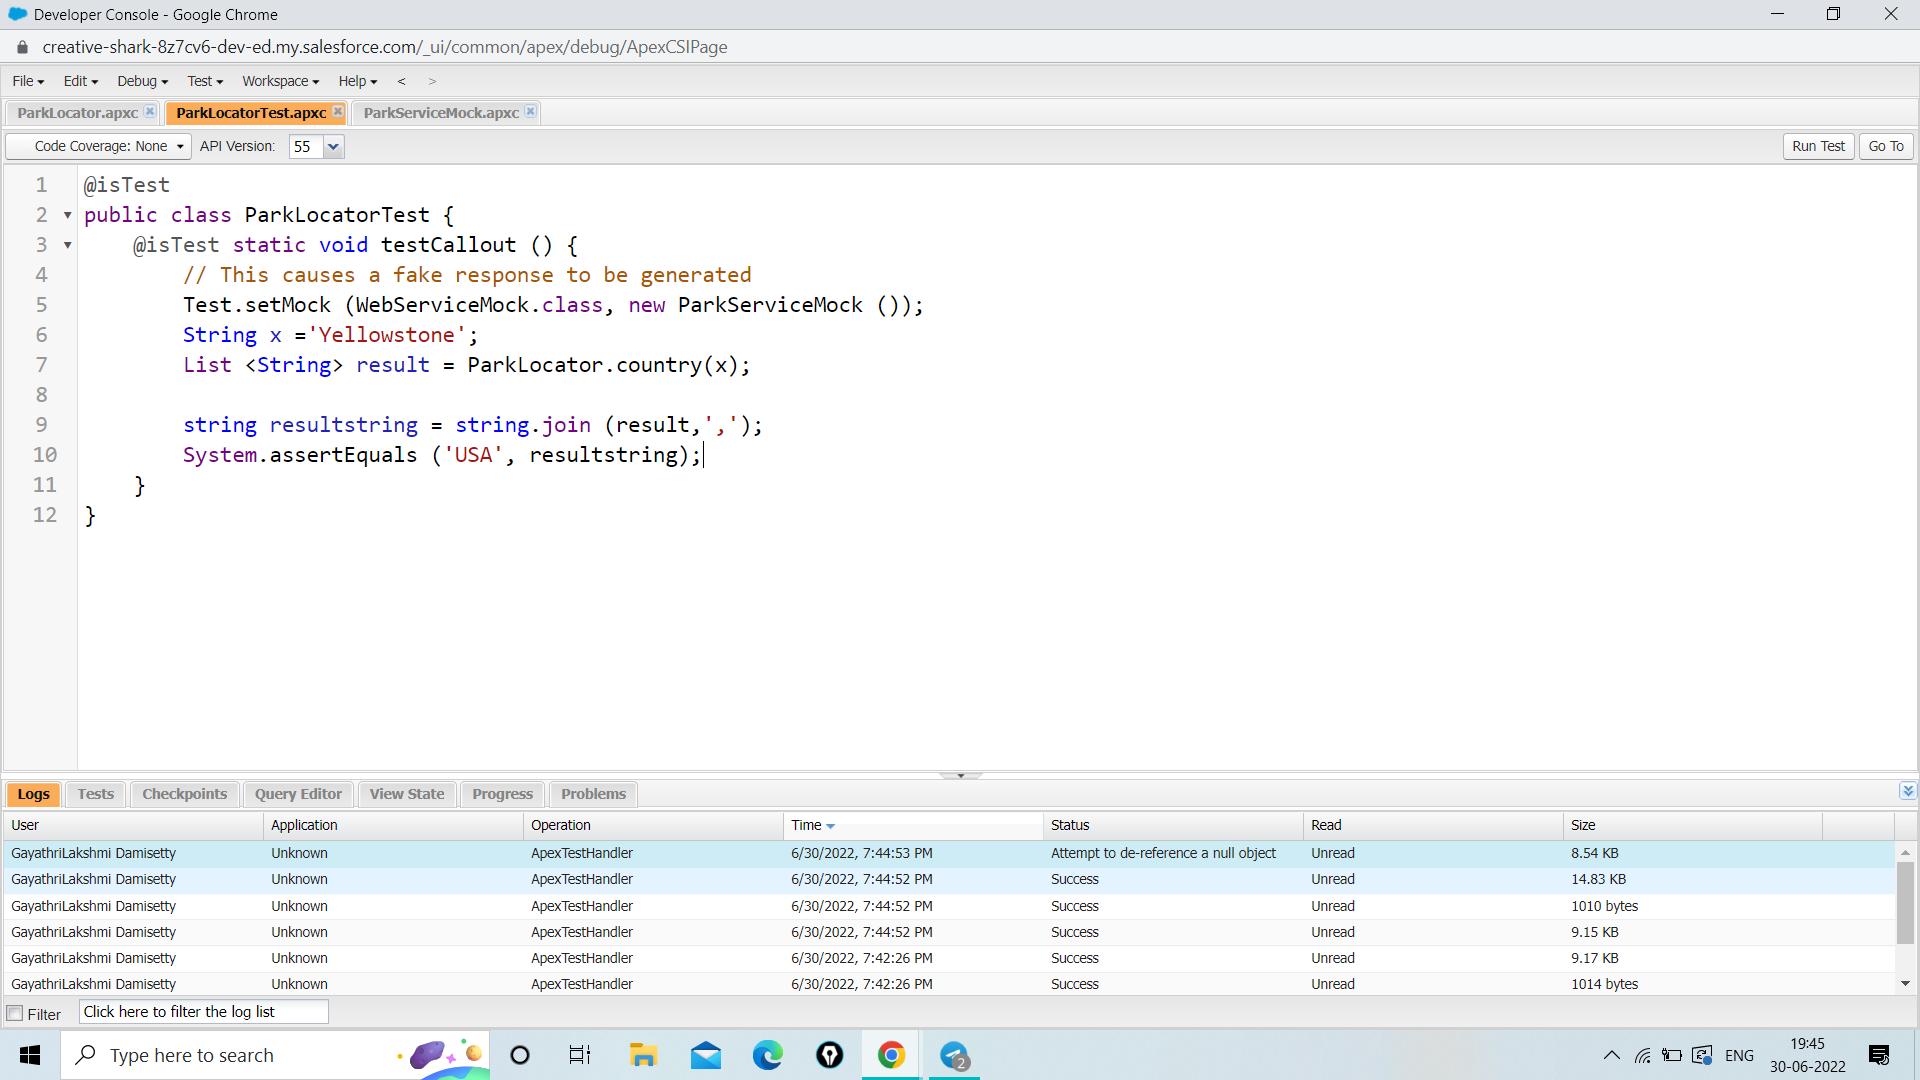 Developer Console - Google Chrome
creative-shark-8z7cv6-dev-ed.my.salesforce.com/_ui/common/apex/debug/ApexCSIPage
File Edit Debug Test Workspace Help < >
ParkLocator.apxc ParkLocatorTest.apxc ParkServiceMock.apxc
Code Coverage: None API Version: 55 Run Test Go To
1 @isTest
2 public class ParkLocatorTest {
3 @isTest static void testCallout () {
4 // This causes a fake response to be generated
5 Test.setMock (WebServiceMock.class, new ParkServiceMock ());
6 String x ='Yellowstone';
7 List <String> result = ParkLocator.country(x);
8
9 string resultstring = string.join (result,',');
10 System.assertEquals ('USA', resultstring);
11 }
12 }
Logs Tests Checkpoints Query Editor View State Progress Problems
User Application Operation Time Status Read Size
GayathriLakshmi Damisetty Unknown ApexTestHandler 6/30/2022, 7:44:53 PM Attempt to de-reference a null object Unread 8.54 KB
GayathriLakshmi Damisetty Unknown ApexTestHandler 6/30/2022, 7:44:52 PM Success Unread 14.83 KB
GayathriLakshmi Damisetty Unknown ApexTestHandler 6/30/2022, 7:44:52 PM Success Unread 1010 bytes
GayathriLakshmi Damisetty Unknown ApexTestHandler 6/30/2022, 7:44:52 PM Success Unread 9.15 KB
GayathriLakshmi Damisetty Unknown ApexTestHandler 6/30/2022, 7:42:26 PM Success Unread 9.17 KB
GayathriLakshmi Damisetty Unknown ApexTestHandler 6/30/2022, 7:42:26 PM Success Unread 1014 bytes
Filter Click here to filter the log list
Type here to search 2 ENG 19:45
30-06-2022